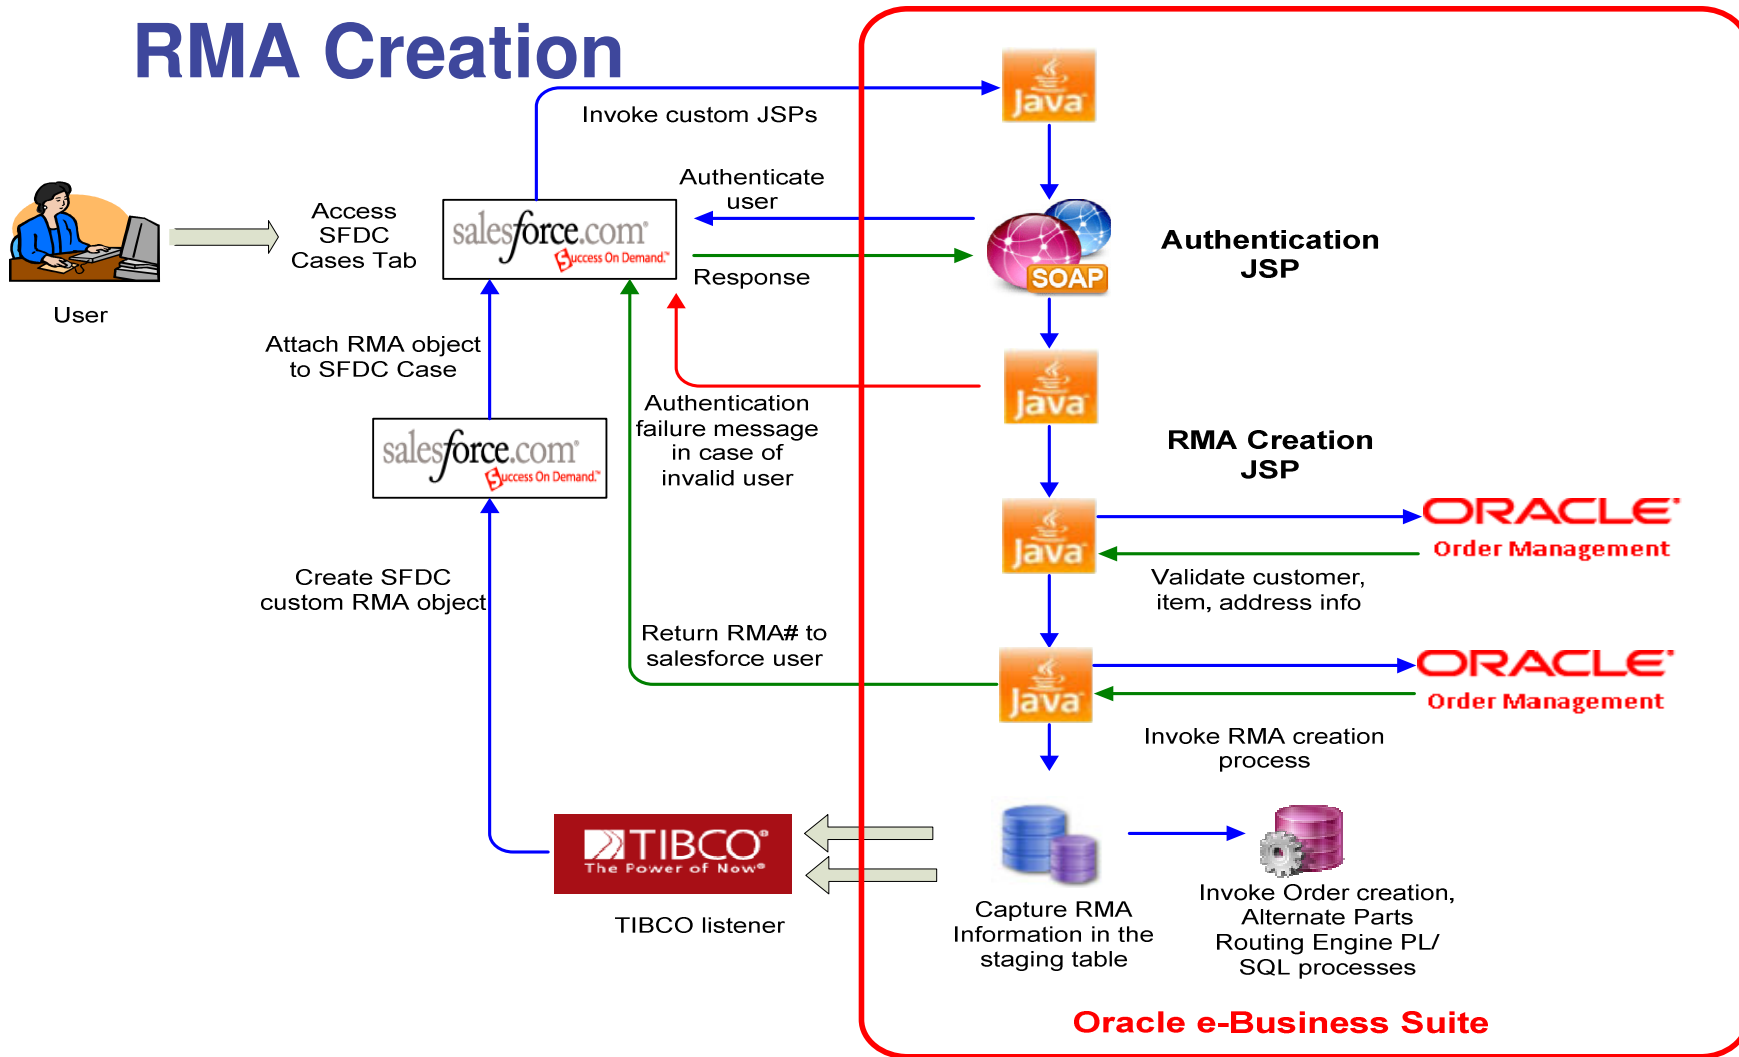 RMA Creation
Invoke custom JSPs
Java
Authenticate
user
Access
SFDC
Cases Tab
salesforce.com®
Success On Demand.™
Response
SOAP
Authentication
JSP
User
Attach RMA object
to SFDC Case
Java
Authentication
failure message
in case of
invalid user
salesforce.com®
Success On Demand.™
RMA Creation
JSP
Java
ORACLE
Order Management
Validate customer,
item, address info
Create SFDC
custom RMA object
Return RMA# to
salesforce user
Java
ORACLE
Order Management
Invoke RMA creation
process
TIBCO®
The Power of Now®
TIBCO listener
Capture RMA
Information in the
staging table
Invoke Order creation,
Alternate Parts
Routing Engine PL/
SQL processes
Oracle e-Business Suite